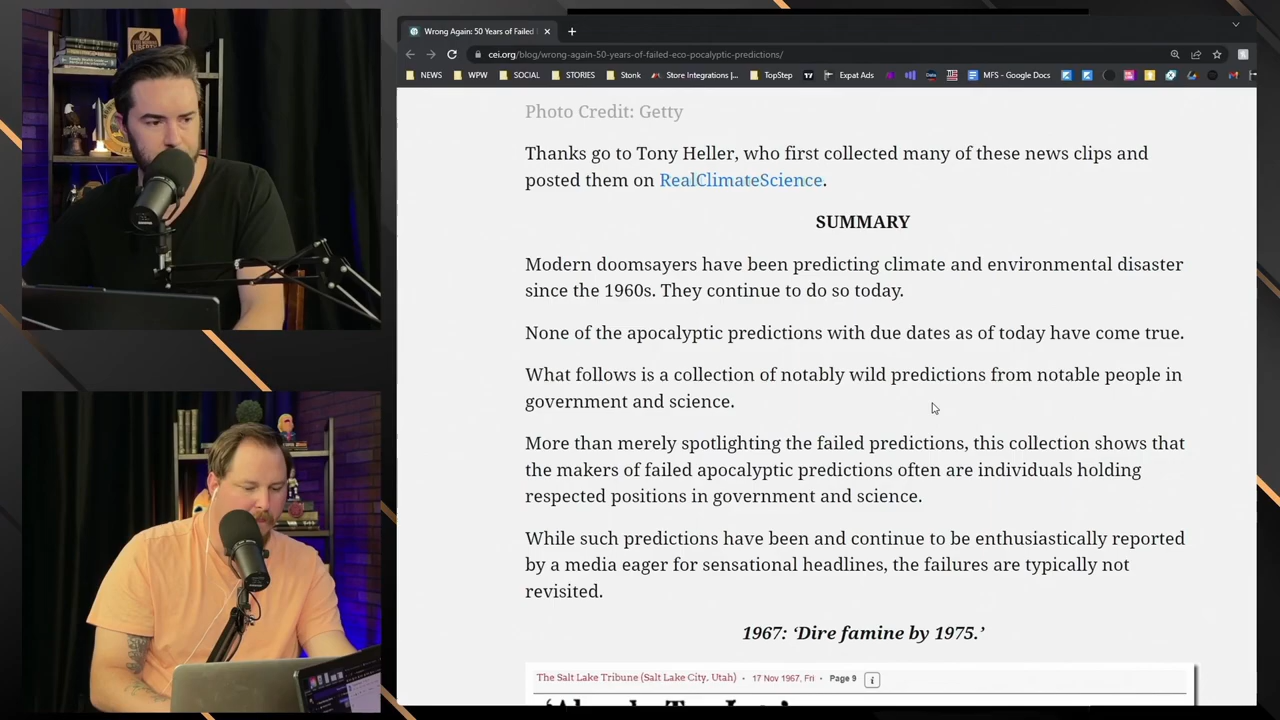 Wrong Again: 50 Years of Failed
cei.org/blog/wrong-again-50-years-of-failed-eco-pocalyptic-predictions/
NEWS WPW SOCIAL STORIES Stonk Store Integrations |... TopStep Expat Ads Data MFS - Google Docs
Photo Credit: Getty
Thanks go to Tony Heller, who first collected many of these news clips and
posted them on RealClimateScience.
SUMMARY
Modern doomsayers have been predicting climate and environmental disaster
since the 1960s. They continue to do so today.
None of the apocalyptic predictions with due dates as of today have come true.
What follows is a collection of notably wild predictions from notable people in
government and science.
More than merely spotlighting the failed predictions, this collection shows that
the makers of failed apocalyptic predictions often are individuals holding
respected positions in government and science.
While such predictions have been and continue to be enthusiastically reported
by a media eager for sensational headlines, the failures are typically not
revisited.
1967: ‘Dire famine by 1975.’
The Salt Lake Tribune (Salt Lake City, Utah) • 17 Nov 1967, Fri • Page 9